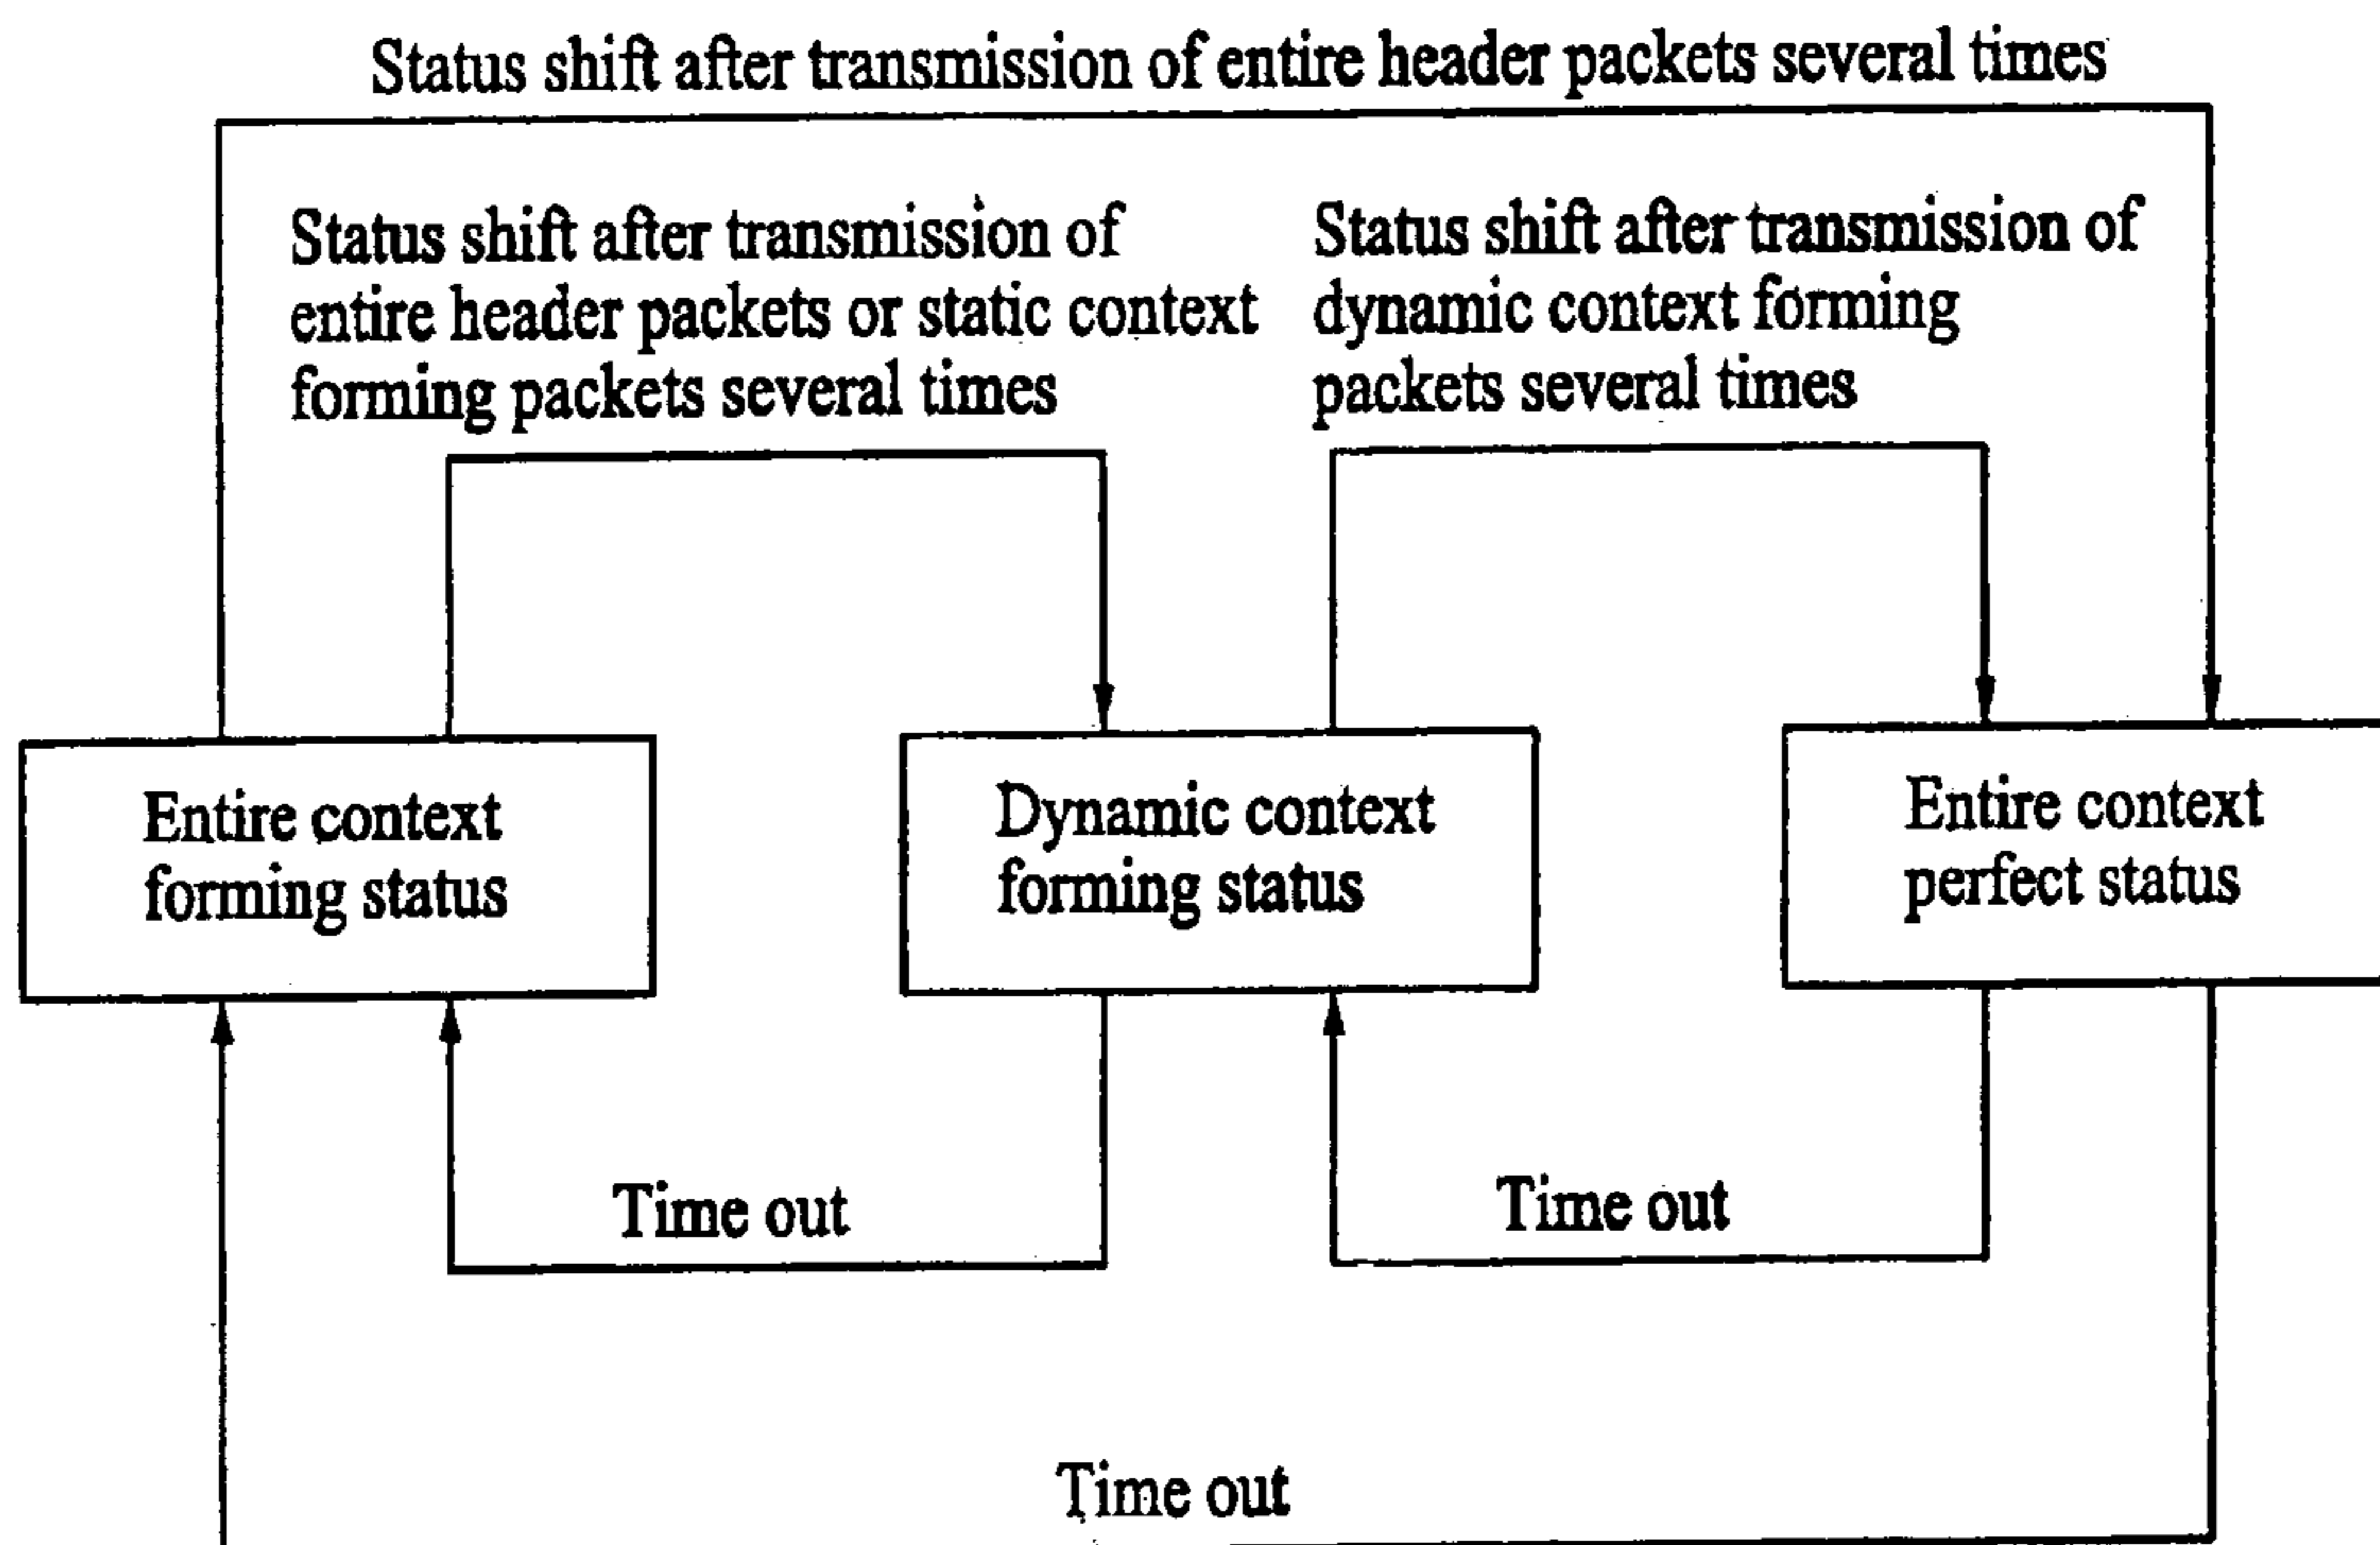 Status shift after transmission of entire header packets several times
Status shift after transmission of
entire header packets or static context
forming packets several times
Status shift after transmission of
dynamic context forming
packets several times
Entire context
forming status
Dynamic context
forming status
Entire context
perfect status
Time out
Time out
Time out